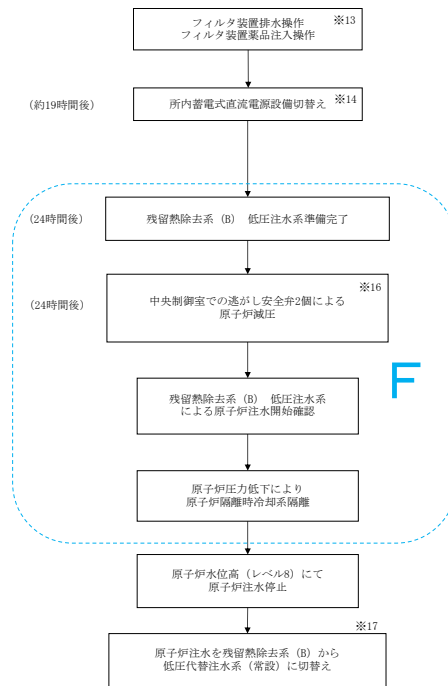 フィルタ装置排水操作 ※13
フィルタ装置薬品注入操作
(約19時間後) 所内蓄電式直流電源設備切替え ※14
(24時間後) 残留熱除去系（B） 低圧注水系準備完了
※16
(24時間後) 中央制御室での逃がし安全弁2個による
原子炉減圧
F
残留熱除去系（B） 低圧注水系
による原子炉注水開始確認
原子炉圧力低下により
原子炉隔離時冷却系隔離
原子炉水位高（レベル8）にて
原子炉注水停止
※17
原子炉注水を残留熱除去系（B）から
低圧代替注水系（常設）に切替え